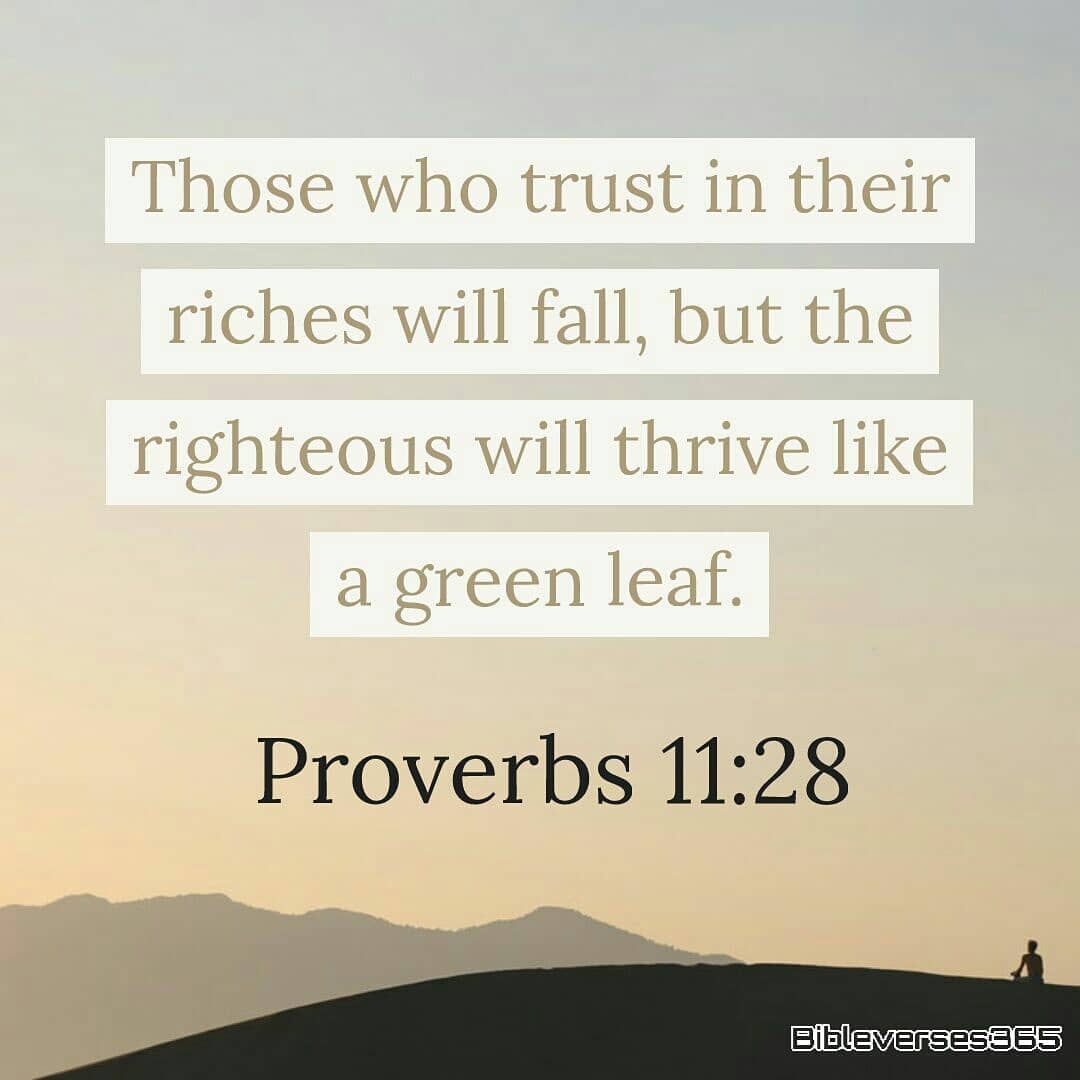 Those who trust in their
riches will fall, but the
righteous will thrive like
a green leaf.
Proverbs 11:28
Bibleverses365